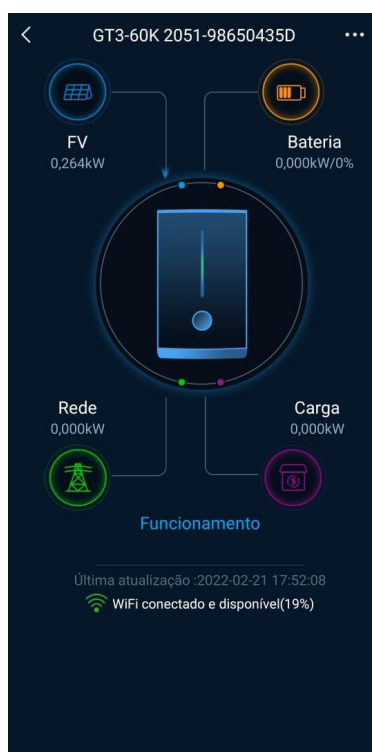 GT3-60K 2051-98650435D
FV
0,264kW
Bateria
0,000kW/0%
Rede
0,000kW
Carga
0,000kW
Funcionamento
Última atualização :2022-02-21 17:52:08
WiFi conectado e disponível(19%)